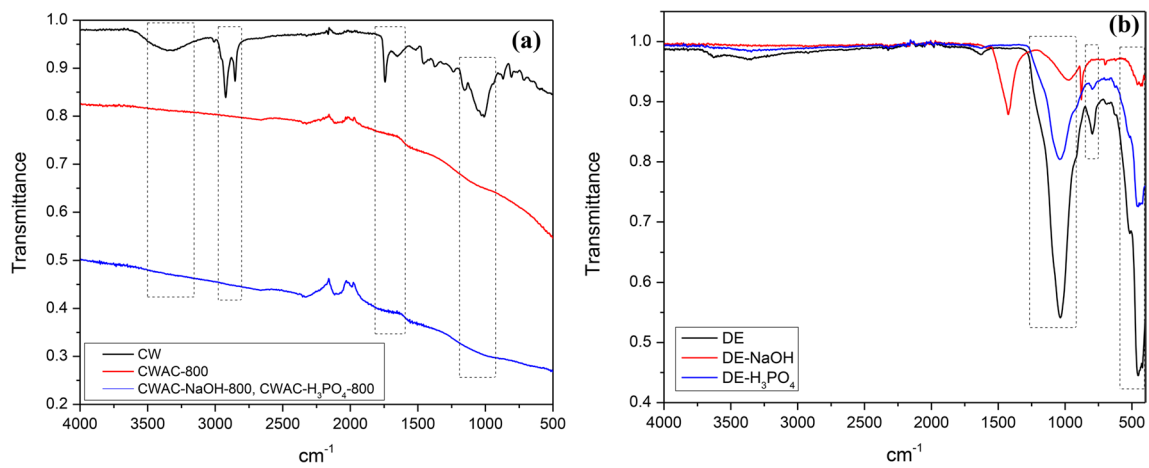 (a)
Transmittance
1.0
0.9
0.8
0.7
0.6
0.5
0.4
0.3
0.2
CW
CWAC-800
CWAC-NaOH-800, CWAC-H₃PO₄-800
4000 3500 3000 2500 2000 1500 1000 500
cm⁻¹
(b)
Transmittance
1.0
0.9
0.8
0.7
0.6
0.5
0.4
DE
DE-NaOH
DE-H₃PO₄
4000 3500 3000 2500 2000 1500 1000 500
cm⁻¹